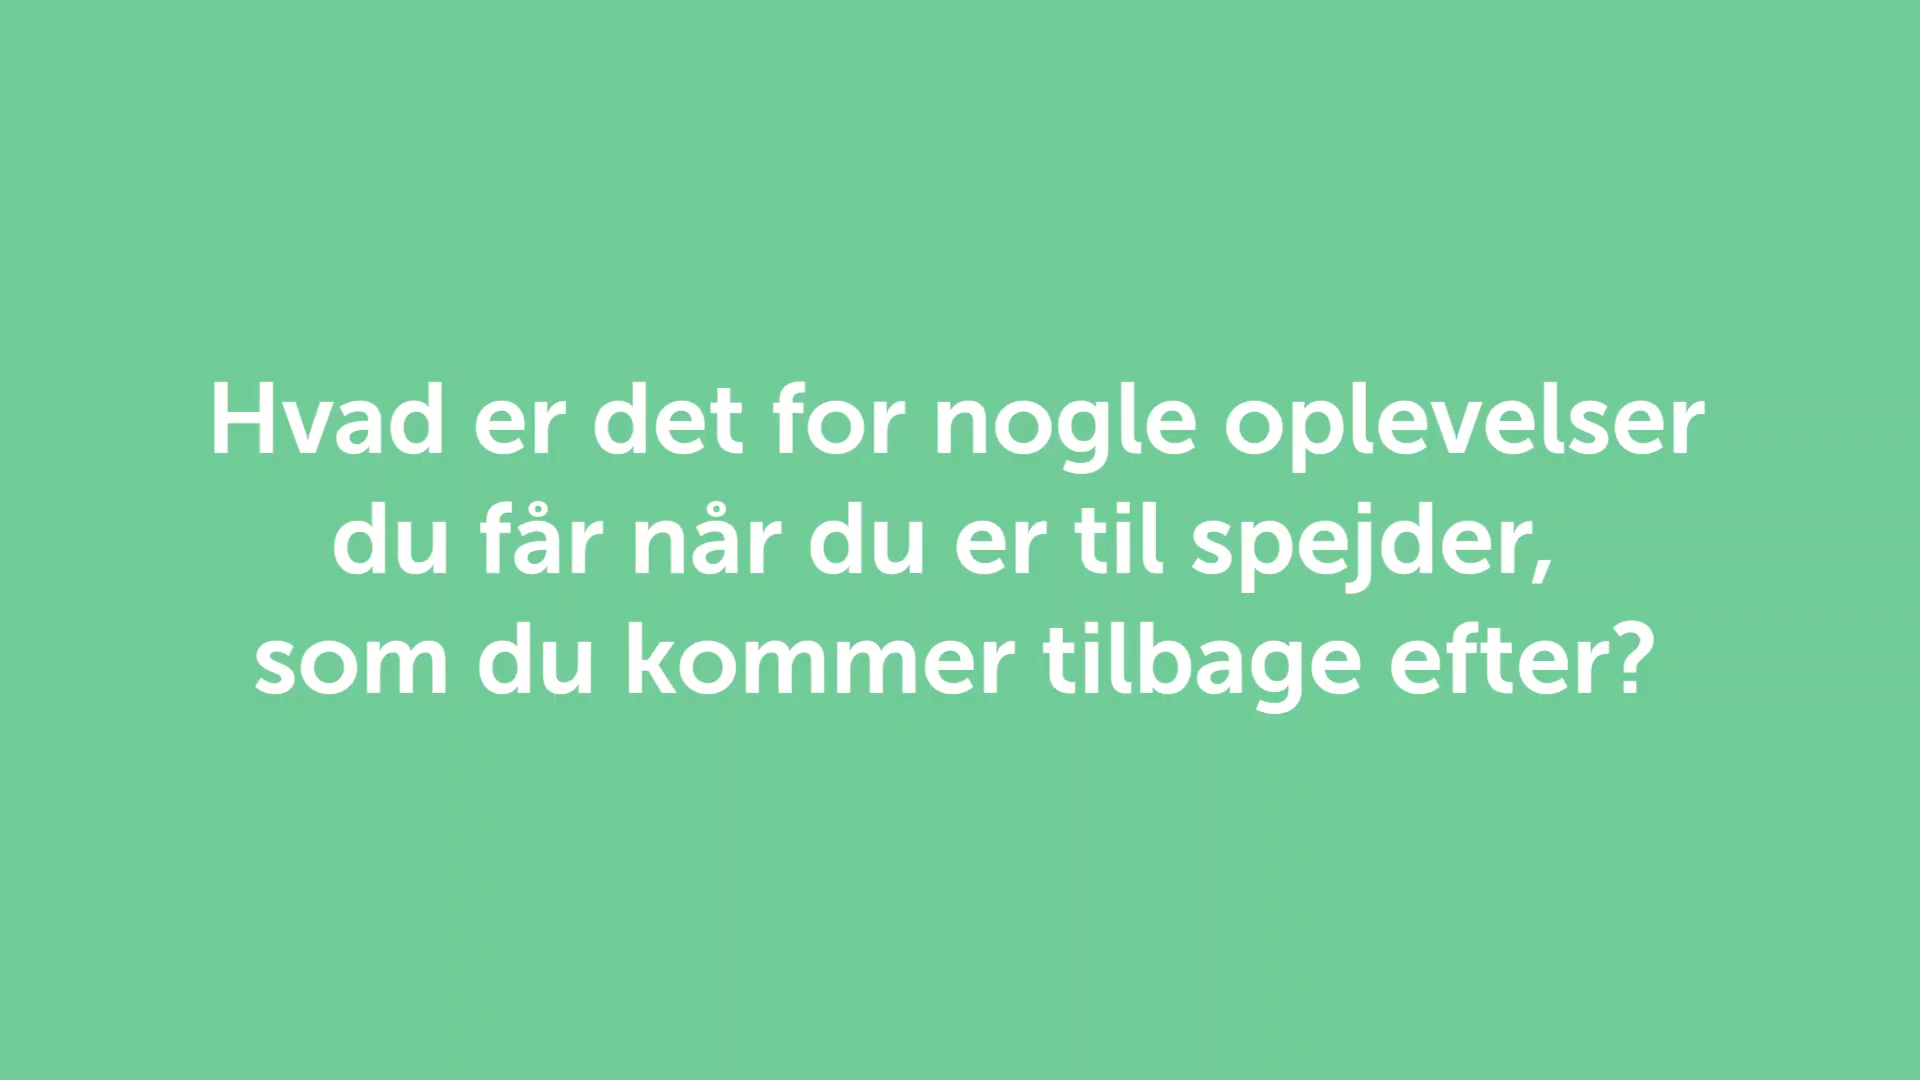 Hvad er det for nogle oplevelser
du får når du er til spejder,
som du kommer tilbage efter?